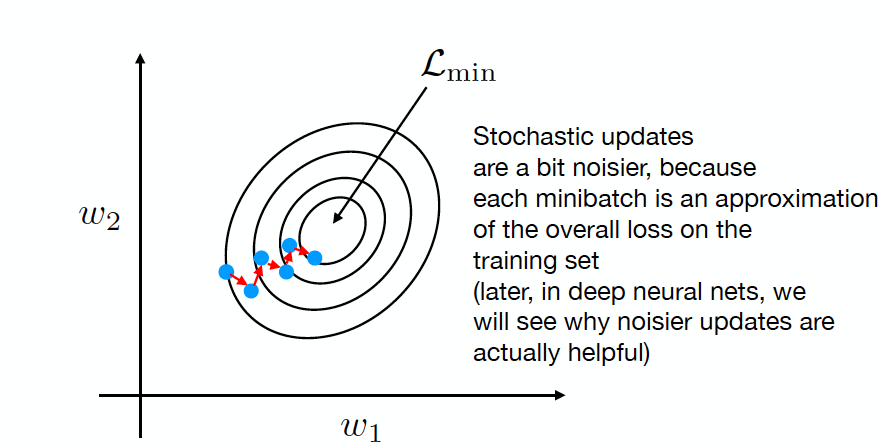 ℒmin
Stochastic updates
are a bit noisier, because
each minibatch is an approximation
w2
of the overall loss on the
training set
(later, in deep neural nets, we
will see why noisier updates are
actually helpful)
w1